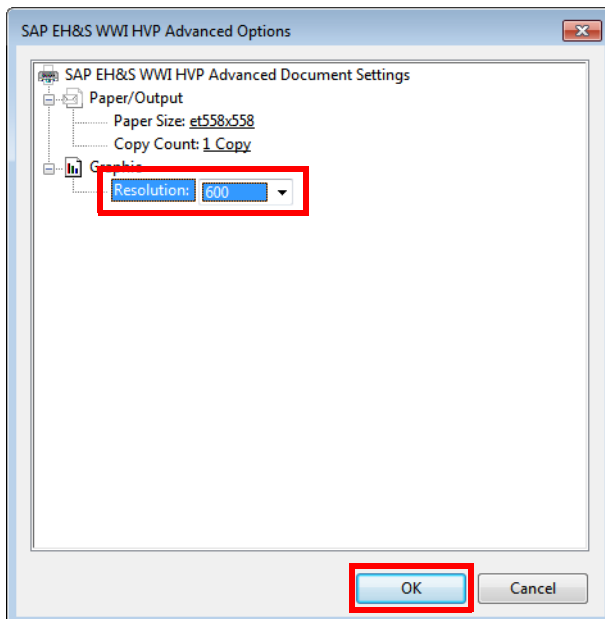 SAP EH&S WWI HVP Advanced Options
SAP EH&S WWI HVP Advanced Document Settings
Paper/Output
Paper Size: et558x558
Copy Count: 1 Copy
Graphic
Resolution: 600
OK Cancel